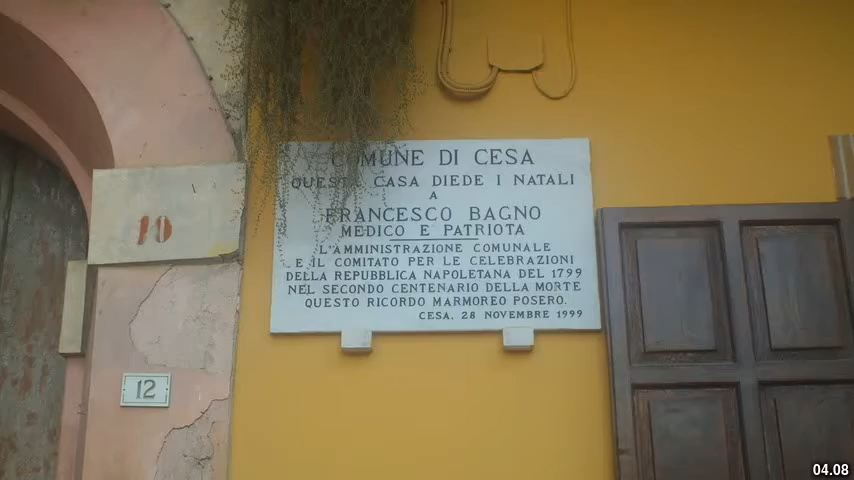 COMUNE DI CESA
QUESTA CASA DIEDE I NATALI
A
FRANCESCO BAGNO
MEDICO E PATRIOTA
L'AMMINISTRAZIONE COMUNALE
E IL COMITATO PER LE CELEBRAZIONI
DELLA REPUBBLICA NAPOLETANA DEL 1799
NEL SECONDO CENTENARIO DELLA MORTE
QUESTO RICORDO MARMOREO POSERO.
CESA, 28 NOVEMBRE 1999
10
12
04.08